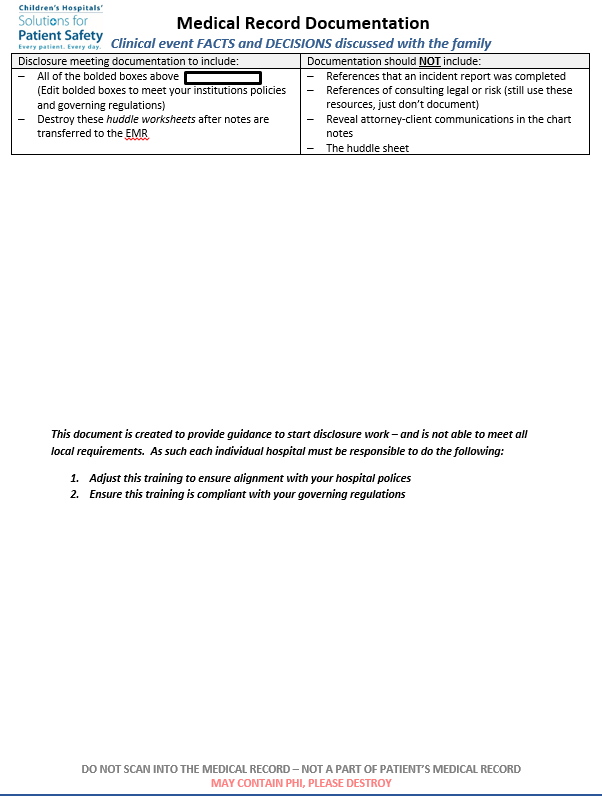 Children's Hospitals'
Solutions for
Patient Safety
Every patient. Every day.
Medical Record Documentation
Clinical event FACTS and DECISIONS discussed with the family
Disclosure meeting documentation to include:
– All of the bolded boxes above
(Edit bolded boxes to meet your institutions policies
and governing regulations)
– Destroy these huddle worksheets after notes are
transferred to the EMR
Documentation should NOT include:
– References that an incident report was completed
– References of consulting legal or risk (still use these
resources, just don't document)
– Reveal attorney-client communications in the chart
notes
– The huddle sheet
This document is created to provide guidance to start disclosure work – and is not able to meet all
local requirements. As such each individual hospital must be responsible to do the following:
1. Adjust this training to ensure alignment with your hospital polices
2. Ensure this training is compliant with your governing regulations
DO NOT SCAN INTO THE MEDICAL RECORD – NOT A PART OF PATIENT'S MEDICAL RECORD
MAY CONTAIN PHI, PLEASE DESTROY